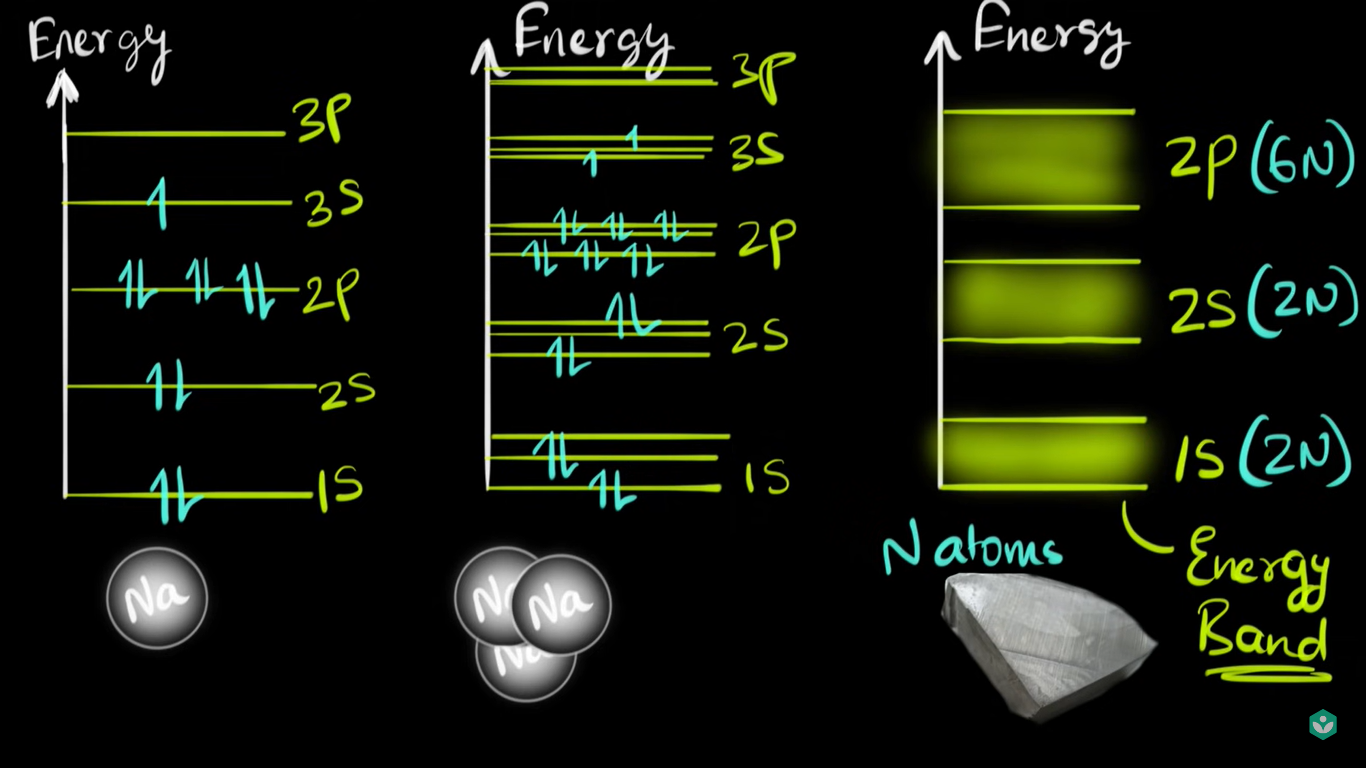 Energy
3P
3S
2P
2S
1S
Na
Energy
3P
3S
2P
2S
1S
Na
Na
Na
Energy
2P (6N)
2S (2N)
1S (2N)
N atoms
Energy
Band